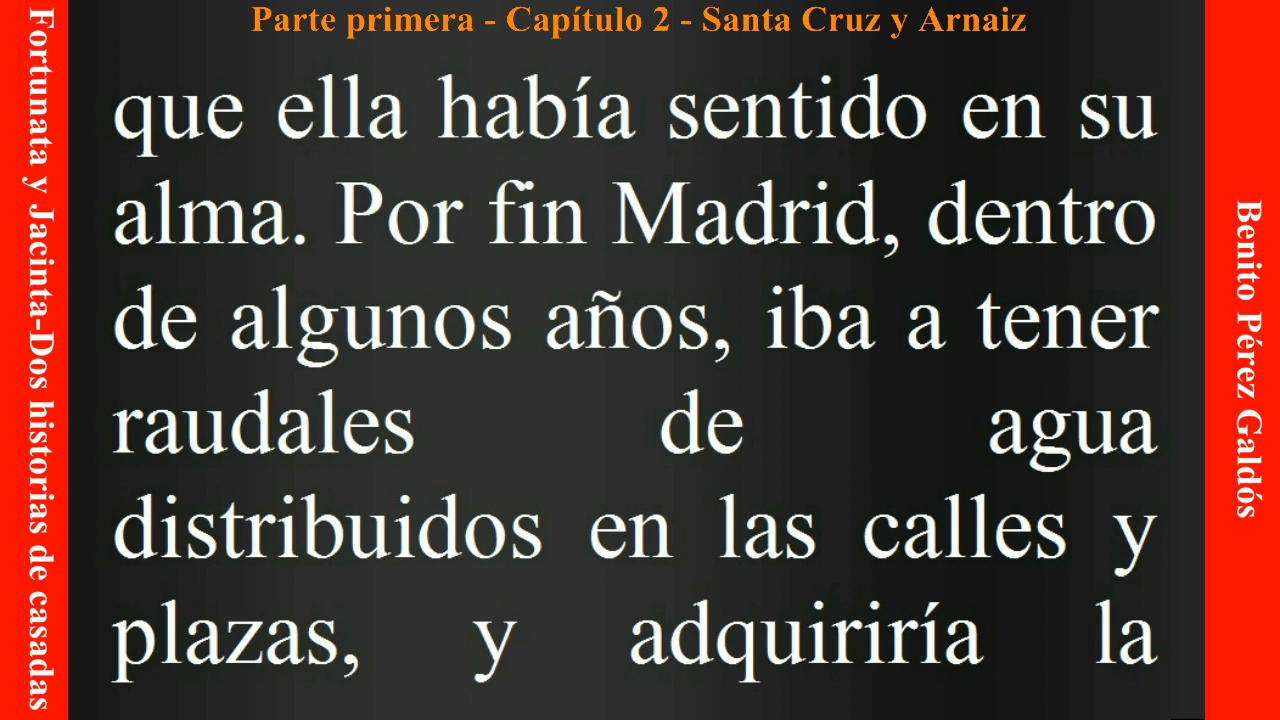 Parte primera - Capítulo 2 - Santa Cruz y Arnaiz
Fortunata y Jacinta-Dos historias de casadas
que ella había sentido en su
alma. Por fin Madrid, dentro
de algunos años, iba a tener
raudales de agua
distribuidos en las calles y
plazas, y adquiriría la
Benito Pérez Galdós